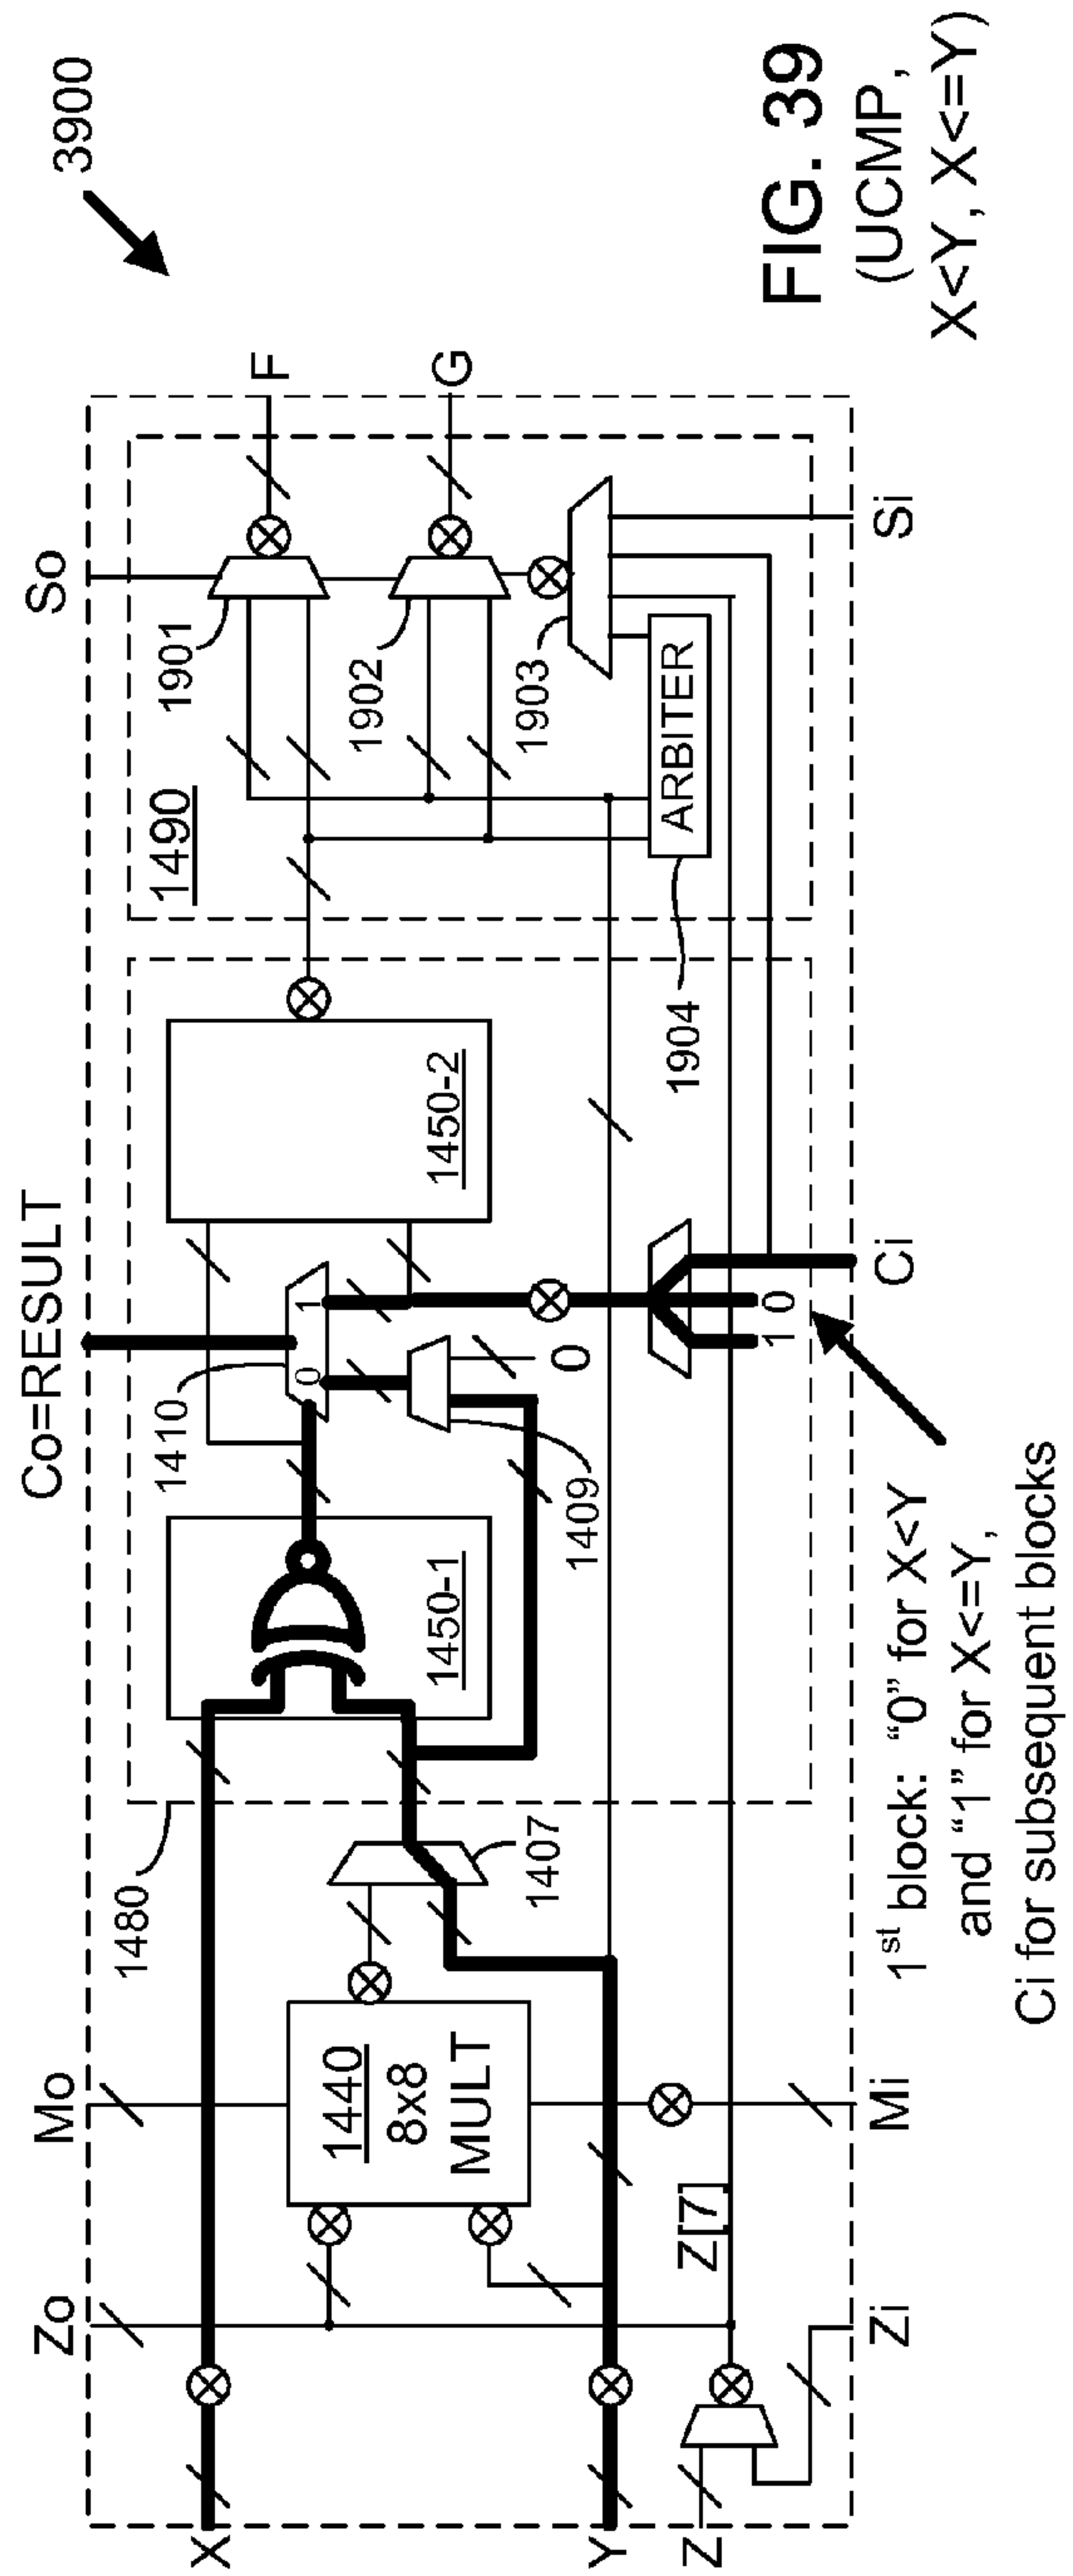 3900
Co=RESULT
So
Zo
Mo
1480
1410
1490
1901
F
X
1450-1
1450-2
0
1
1902
G
1440
8x8
MULT
1407
1409
0
1903
ARBITER
1904
Y
Z[7]
Z
1 0
Zi
Mi
Ci
Si
1st block: “0” for X<Y
and “1” for X<=Y,
Ci for subsequent blocks
FIG. 39
(UCMP,
X<Y, X<=Y)